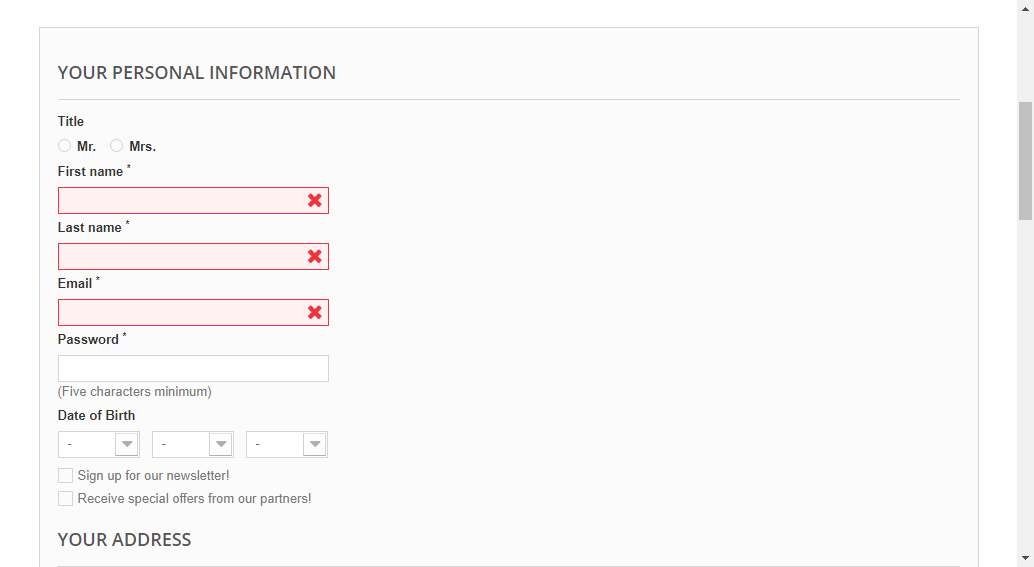 YOUR PERSONAL INFORMATION
Title
Mr. Mrs.
First name *
Last name *
Email *
Password *
(Five characters minimum)
Date of Birth
- - -
Sign up for our newsletter!
Receive special offers from our partners!
YOUR ADDRESS